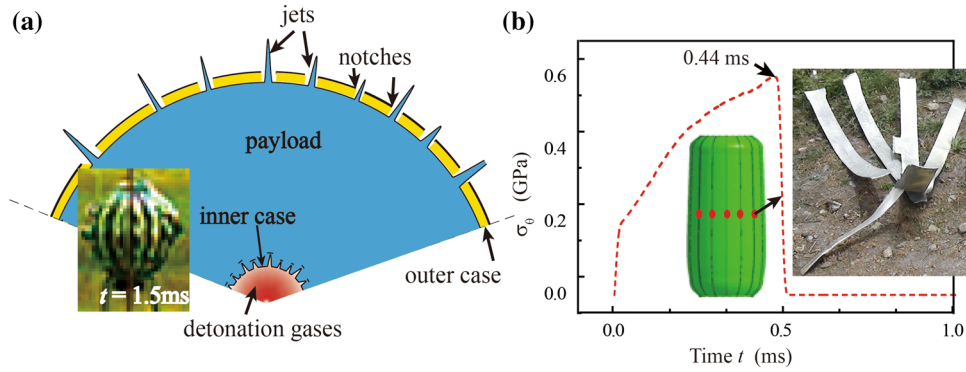 (a)
jets
notches
payload
inner case
t = 1.5ms
outer case
detonation gases
(b)
0.44 ms
0.6
0.4
0.2
0.0
σθ (GPa)
0.0
0.5
1.0
Time t (ms)